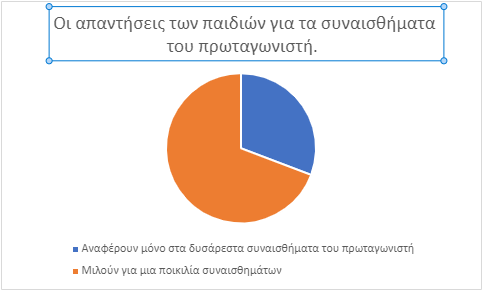 Οι απαντήσεις των παιδιών για τα συναισθήματα
του πρωταγωνιστή.
Αναφέρουν μόνο στα δυσάρεστα συναισθήματα του πρωταγωνιστή
Μιλούν για μια ποικιλία συναισθημάτων